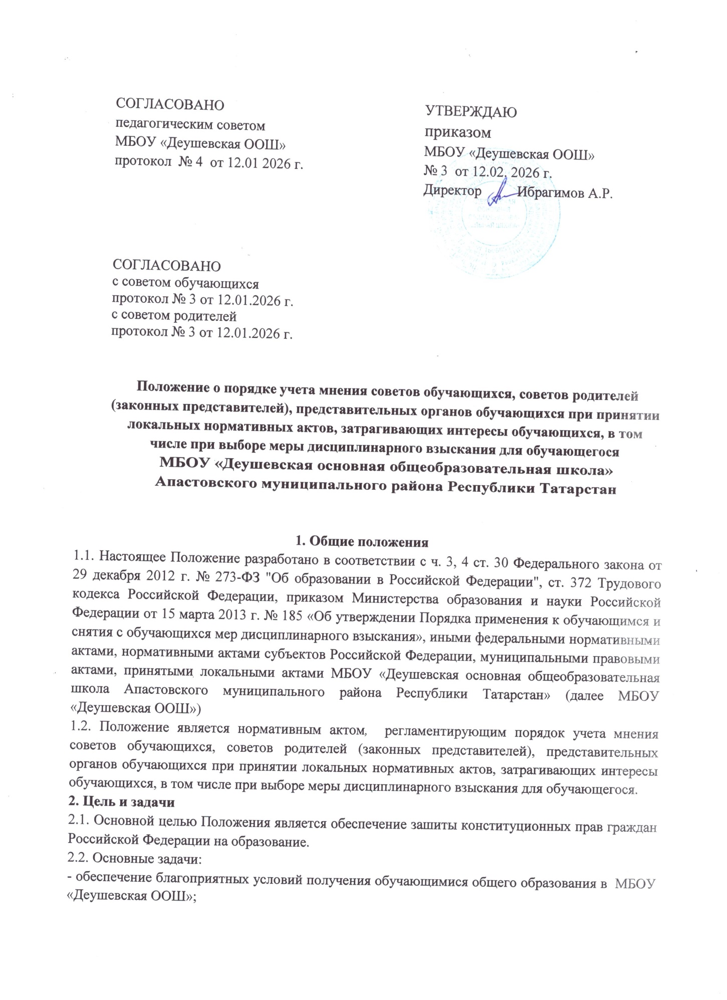 СОГЛАСОВАНО
педагогическим советом
МБОУ «Деушевская ООШ»
протокол № 4 от 12.01 2026 г.
УТВЕРЖДАЮ
приказом
МБОУ «Деушевская ООШ»
№ 3 от 12.02. 2026 г.
Директор Ибрагимов А.Р.
СОГЛАСОВАНО
с советом обучающихся
протокол № 3 от 12.01.2026 г.
с советом родителей
протокол № 3 от 12.01.2026 г.
Положение о порядке учета мнения советов обучающихся, советов родителей
(законных представителей), представительных органов обучающихся при принятии
локальных нормативных актов, затрагивающих интересы обучающихся, в том
числе при выборе меры дисциплинарного взыскания для обучающегося
МБОУ «Деушевская основная общеобразовательная школа»
Апастовского муниципального района Республики Татарстан
1. Общие положения
1.1. Настоящее Положение разработано в соответствии с ч. 3, 4 ст. 30 Федерального закона от
29 декабря 2012 г. № 273-ФЗ "Об образовании в Российской Федерации", ст. 372 Трудового
кодекса Российской Федерации, приказом Министерства образования и науки Российской
Федерации от 15 марта 2013 г. № 185 «Об утверждении Порядка применения к обучающимся и
снятия с обучающихся мер дисциплинарного взыскания», иными федеральными нормативными
актами, нормативными актами субъектов Российской Федерации, муниципальными правовыми
актами, принятыми локальными актами МБОУ «Деушевская основная общеобразовательная
школа Апастовского муниципального района Республики Татарстан» (далее МБОУ
«Деушевская ООШ»)
1.2. Положение является нормативным актом, регламентирующим порядок учета мнения
советов обучающихся, советов родителей (законных представителей), представительных
органов обучающихся при принятии локальных нормативных актов, затрагивающих интересы
обучающихся, в том числе при выборе меры дисциплинарного взыскания для обучающегося.
2. Цель и задачи
2.1. Основной целью Положения является обеспечение зашиты конституционных прав граждан
Российской Федерации на образование.
2.2. Основные задачи:
- обеспечение благоприятных условий получения обучающимися общего образования в МБОУ
«Деушевская ООШ»;